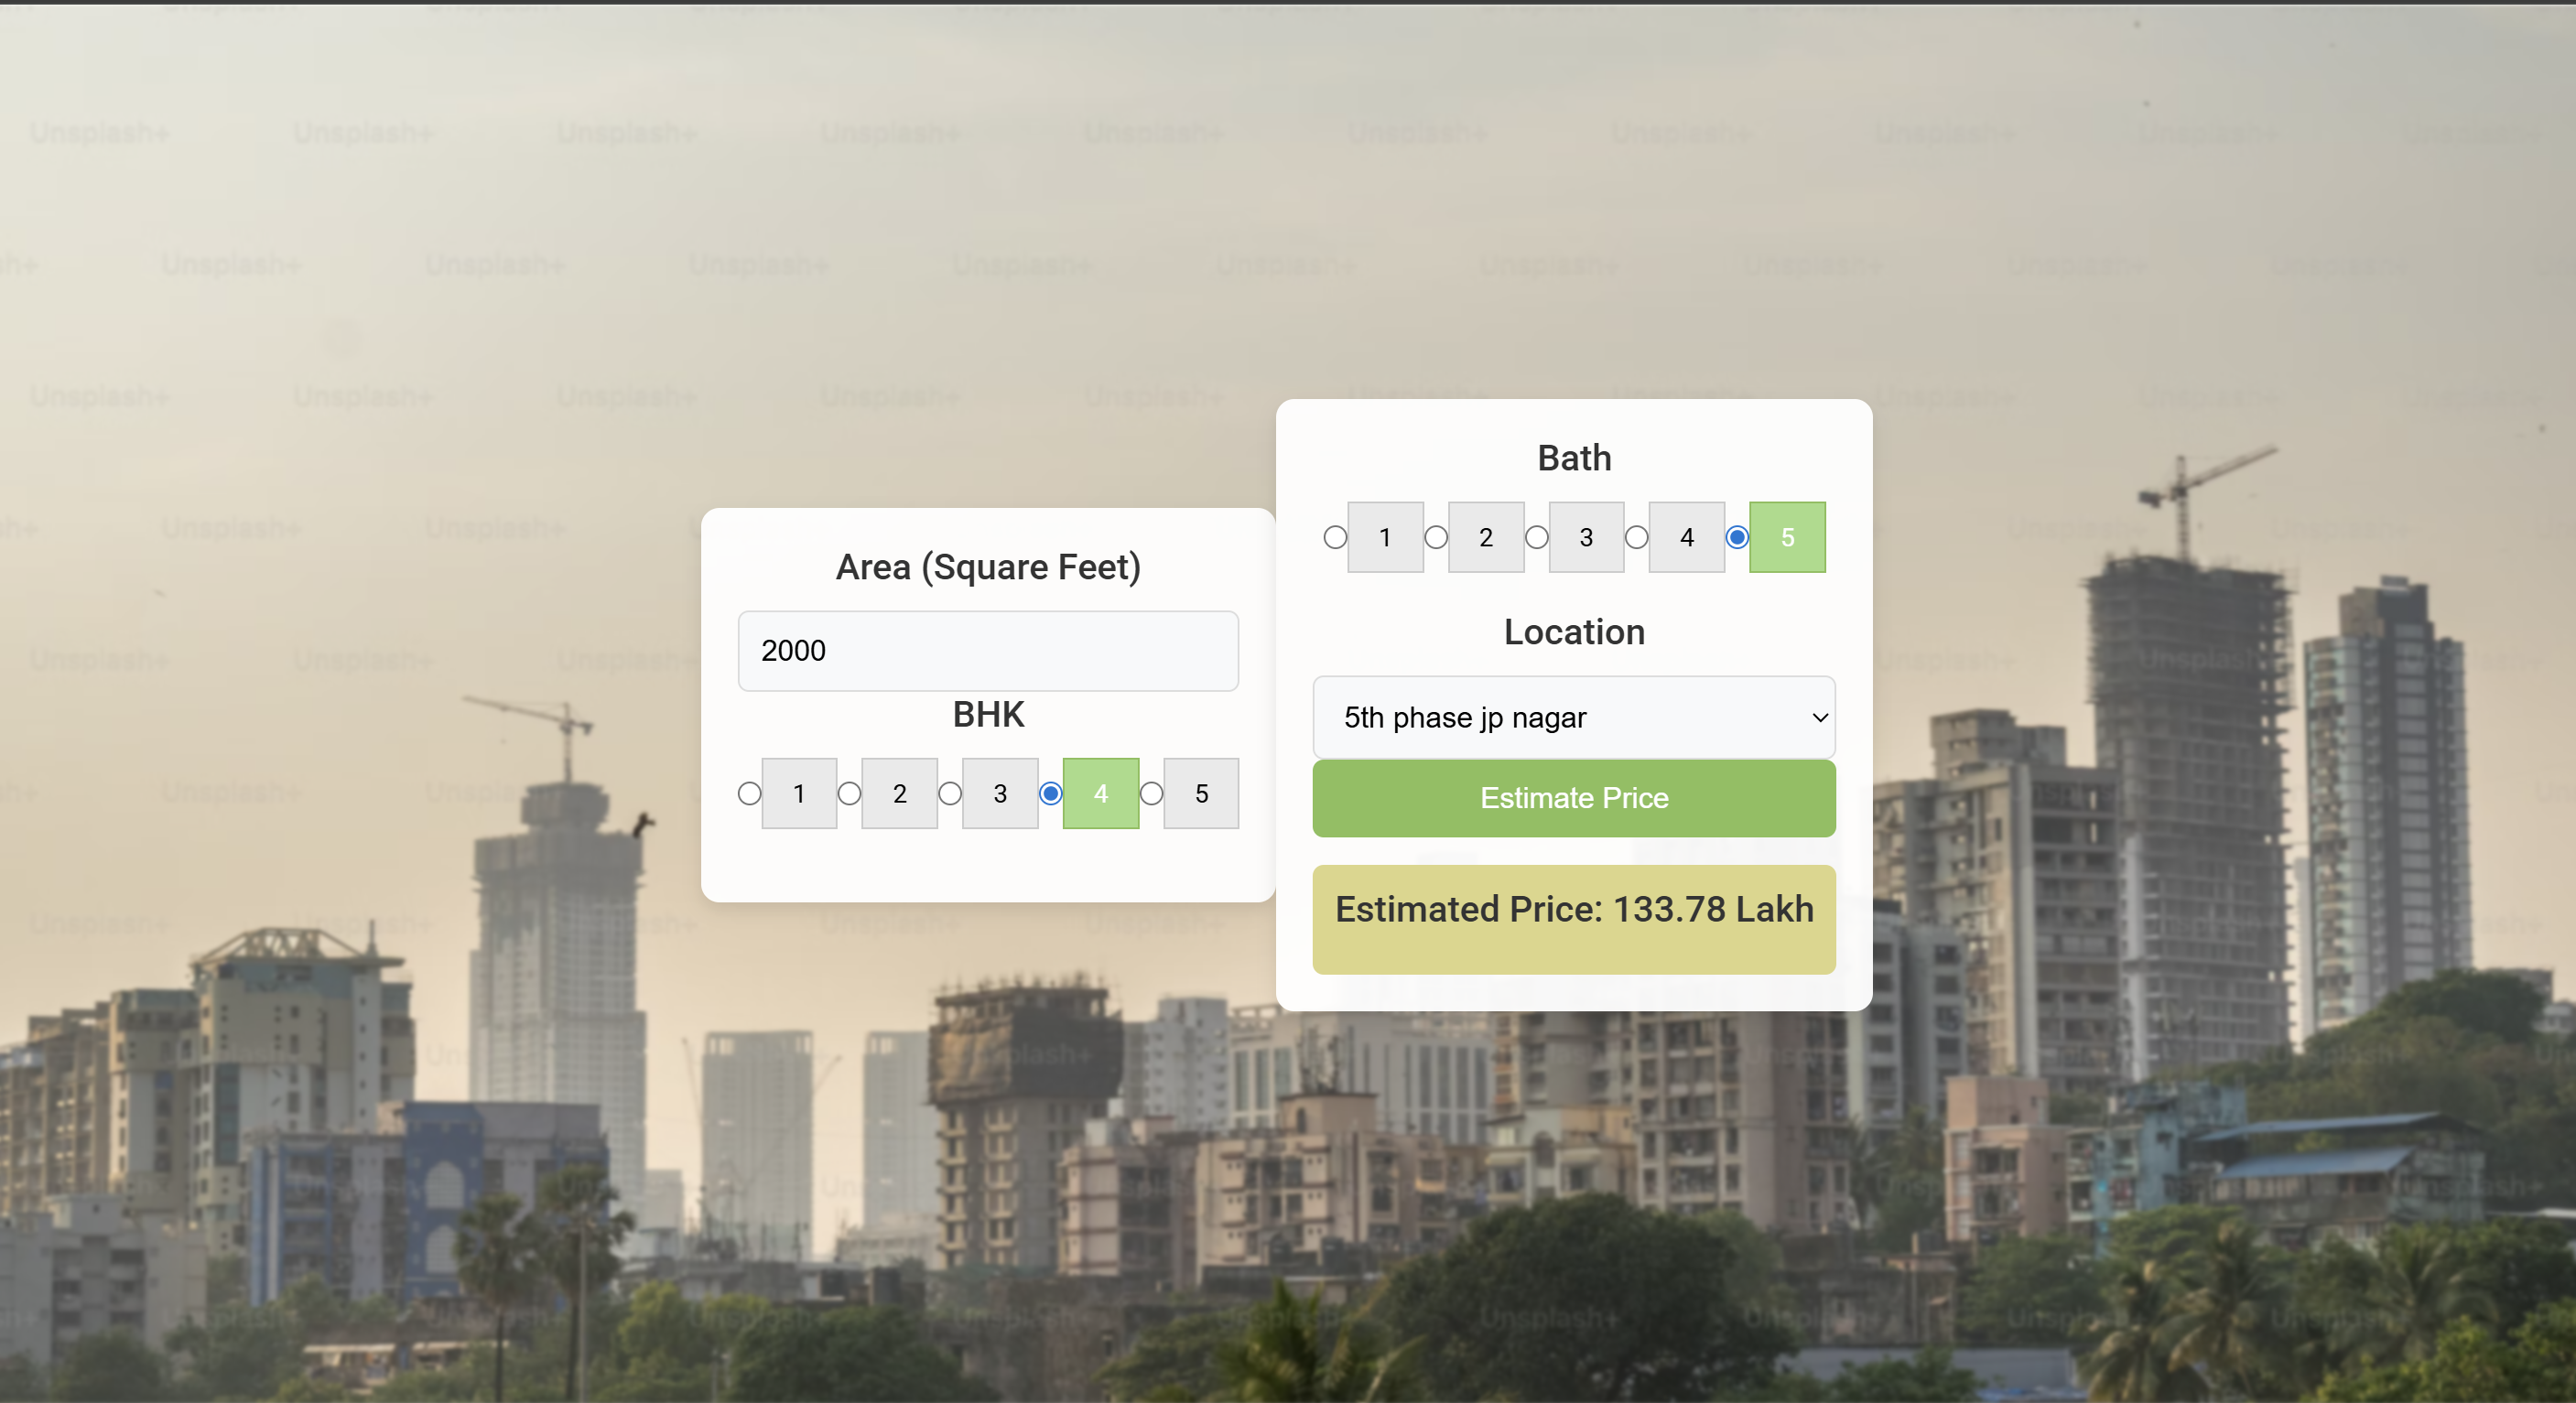 Area (Square Feet)
2000
BHK
1 2 3 4 5
Bath
1 2 3 4 5
Location
5th phase jp nagar
Estimate Price
Estimated Price: 133.78 Lakh
Unsplash+